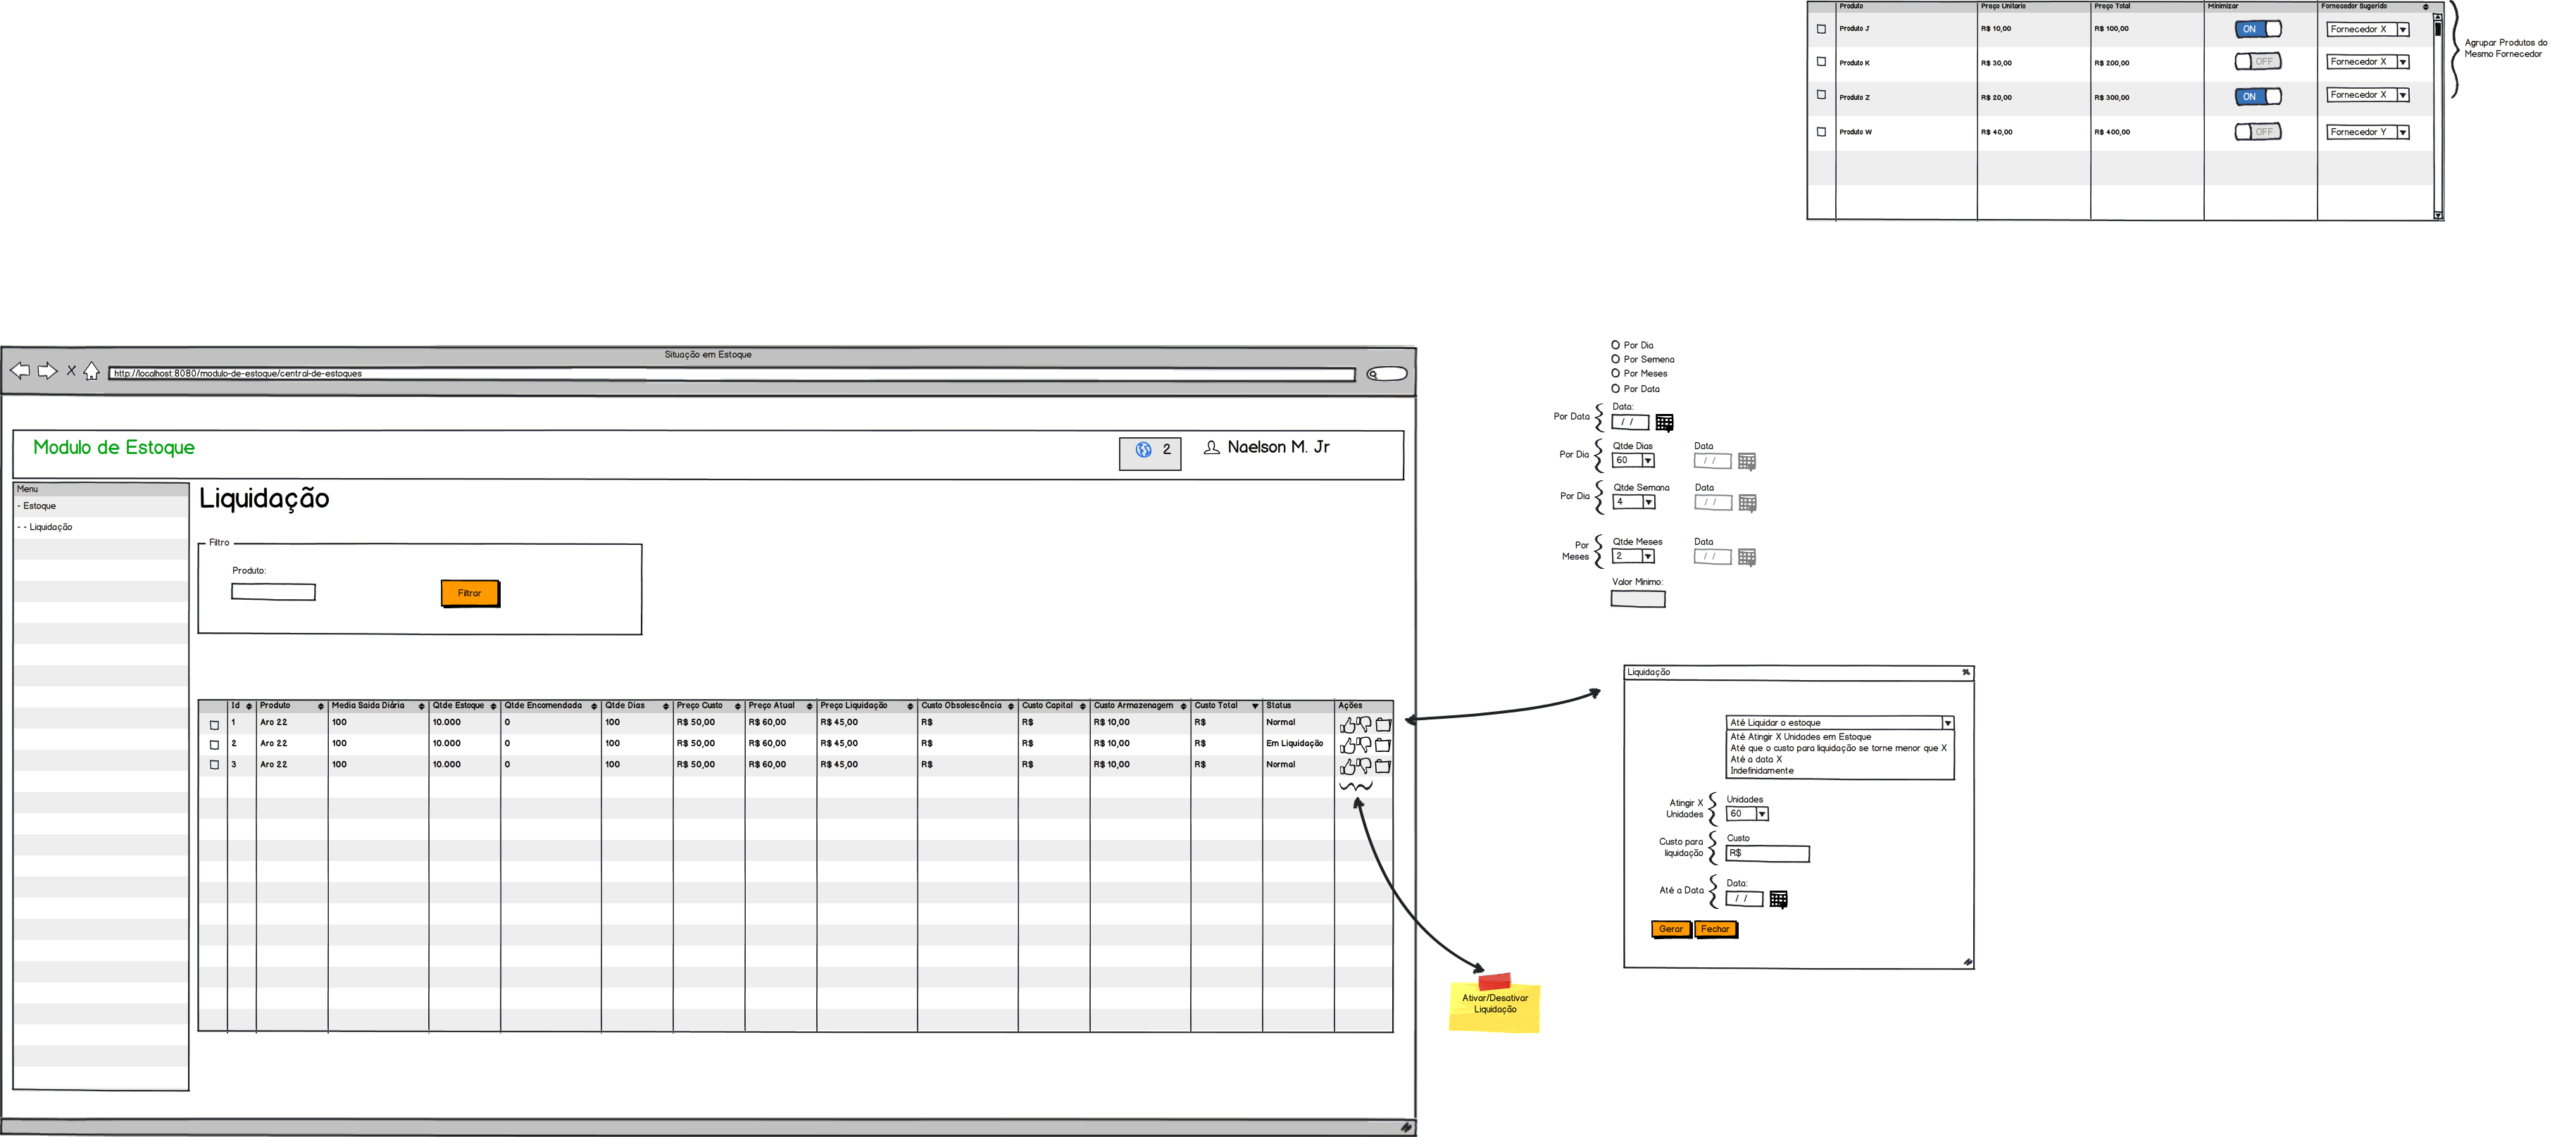 Produto Preço Unitario Preço Total Minimizar Fornecedor Sugerido
Produto J R$ 10,00 R$ 100,00 ON Fornecedor X
Produto K R$ 30,00 R$ 200,00 OFF Fornecedor X
Produto Z R$ 20,00 R$ 300,00 ON Fornecedor X
Produto W R$ 40,00 R$ 400,00 OFF Fornecedor Y
Agrupar Produtos do
Mesmo Fornecedor
Situação em Estoque
http://localhost:8080/modulo-de-estoque/central-de-estoques
Modulo de Estoque
2
Naelson M. Jr
Menu
- Estoque
- - Liquidação
Liquidação
Filtro
Produto:
Filtrar
Id Produto Media Saida Diária Qtde Estoque Qtde Encomendada Qtde Dias Preço Custo Preço Atual Preço Liquidação Custo Obsolescência Custo Capital Custo Armazenagem Custo Total Status Ações
1 Aro 22 100 10.000 0 100 R$ 50,00 R$ 60,00 R$ 45,00 R$ R$ R$ 10,00 R$ Normal
2 Aro 22 100 10.000 0 100 R$ 50,00 R$ 60,00 R$ 45,00 R$ R$ R$ 10,00 R$ Em Liquidação
3 Aro 22 100 10.000 0 100 R$ 50,00 R$ 60,00 R$ 45,00 R$ R$ R$ 10,00 R$ Normal
Por Dia
Por Semena
Por Meses
Por Data
Por Data
Data:
/ /
Por Dia
Qtde Dias Data
60 / /
Por Dia
Qtde Semana Data
4 / /
Por
Meses
Qtde Meses Data
2 / /
Valor Minimo:
Liquidação
Até Liquidar o estoque
Até Atingir X Unidades em Estoque
Até que o custo para liquidação se torne menor que X
Até a data X
Indefinidamente
Atingir X
Unidades
Unidades
60
Custo para
liquidação
Custo
R$
Até a Data
Data:
/ /
Gerar Fechar
Ativar/Desativar
Liquidação